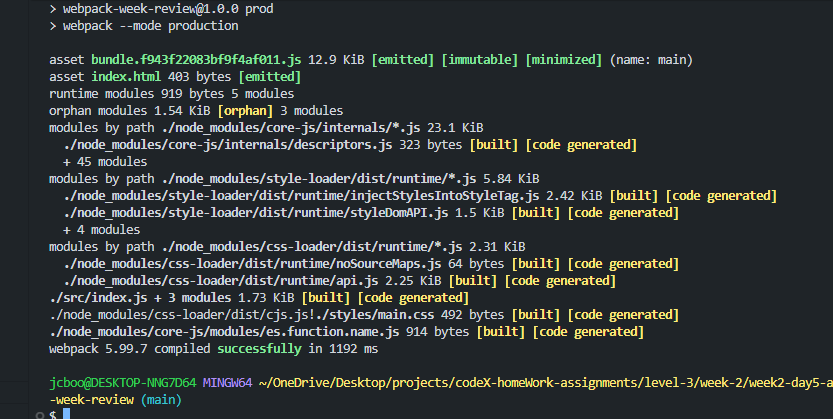 > webpack-week-review@1.0.0 prod
> webpack --mode production
asset bundle.f943f22083bf9f4af011.js 12.9 KiB [emitted] [immutable] [minimized] (name: main)
asset index.html 403 bytes [emitted]
runtime modules 919 bytes 5 modules
orphan modules 1.54 KiB [orphan] 3 modules
modules by path ./node_modules/core-js/internals/*.js 23.1 KiB
./node_modules/core-js/internals/descriptors.js 323 bytes [built] [code generated]
+ 45 modules
modules by path ./node_modules/style-loader/dist/runtime/*.js 5.84 KiB
./node_modules/style-loader/dist/runtime/injectStylesIntoStyleTag.js 2.42 KiB [built] [code generated]
./node_modules/style-loader/dist/runtime/styleDomAPI.js 1.5 KiB [built] [code generated]
+ 4 modules
modules by path ./node_modules/css-loader/dist/runtime/*.js 2.31 KiB
./node_modules/css-loader/dist/runtime/noSourceMaps.js 64 bytes [built] [code generated]
./node_modules/css-loader/dist/runtime/api.js 2.25 KiB [built] [code generated]
./src/index.js + 3 modules 1.73 KiB [built] [code generated]
./node_modules/css-loader/dist/cjs.js!./styles/main.css 492 bytes [built] [code generated]
./node_modules/core-js/modules/es.function.name.js 914 bytes [built] [code generated]
webpack 5.99.7 compiled successfully in 1192 ms
jcboo@DESKTOP-NNG7D64 MINGW64 ~/OneDrive/Desktop/projects/codeX-homeWork-assignments/level-3/week-2/week2-day5-a
-week-review (main)
$